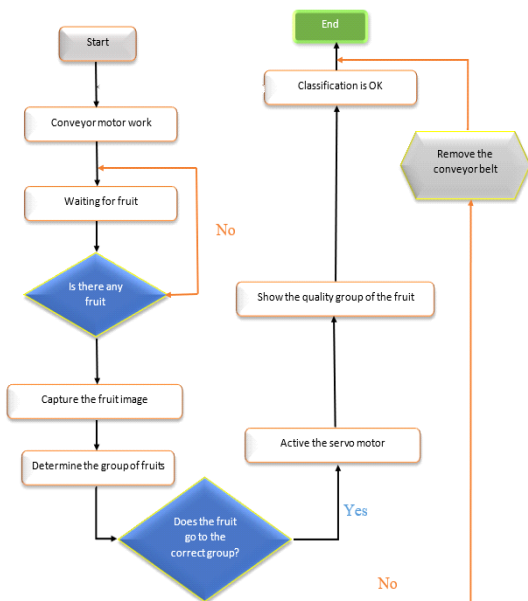 Start
Conveyor motor work
Waiting for fruit
No
Is there any
fruit
Capture the fruit image
Determine the group of fruits
Does the fruit
go to the
correct group?
Yes
Active the servo motor
Show the quality group of the fruit
Classification is OK
End
Remove the
conveyor belt
No